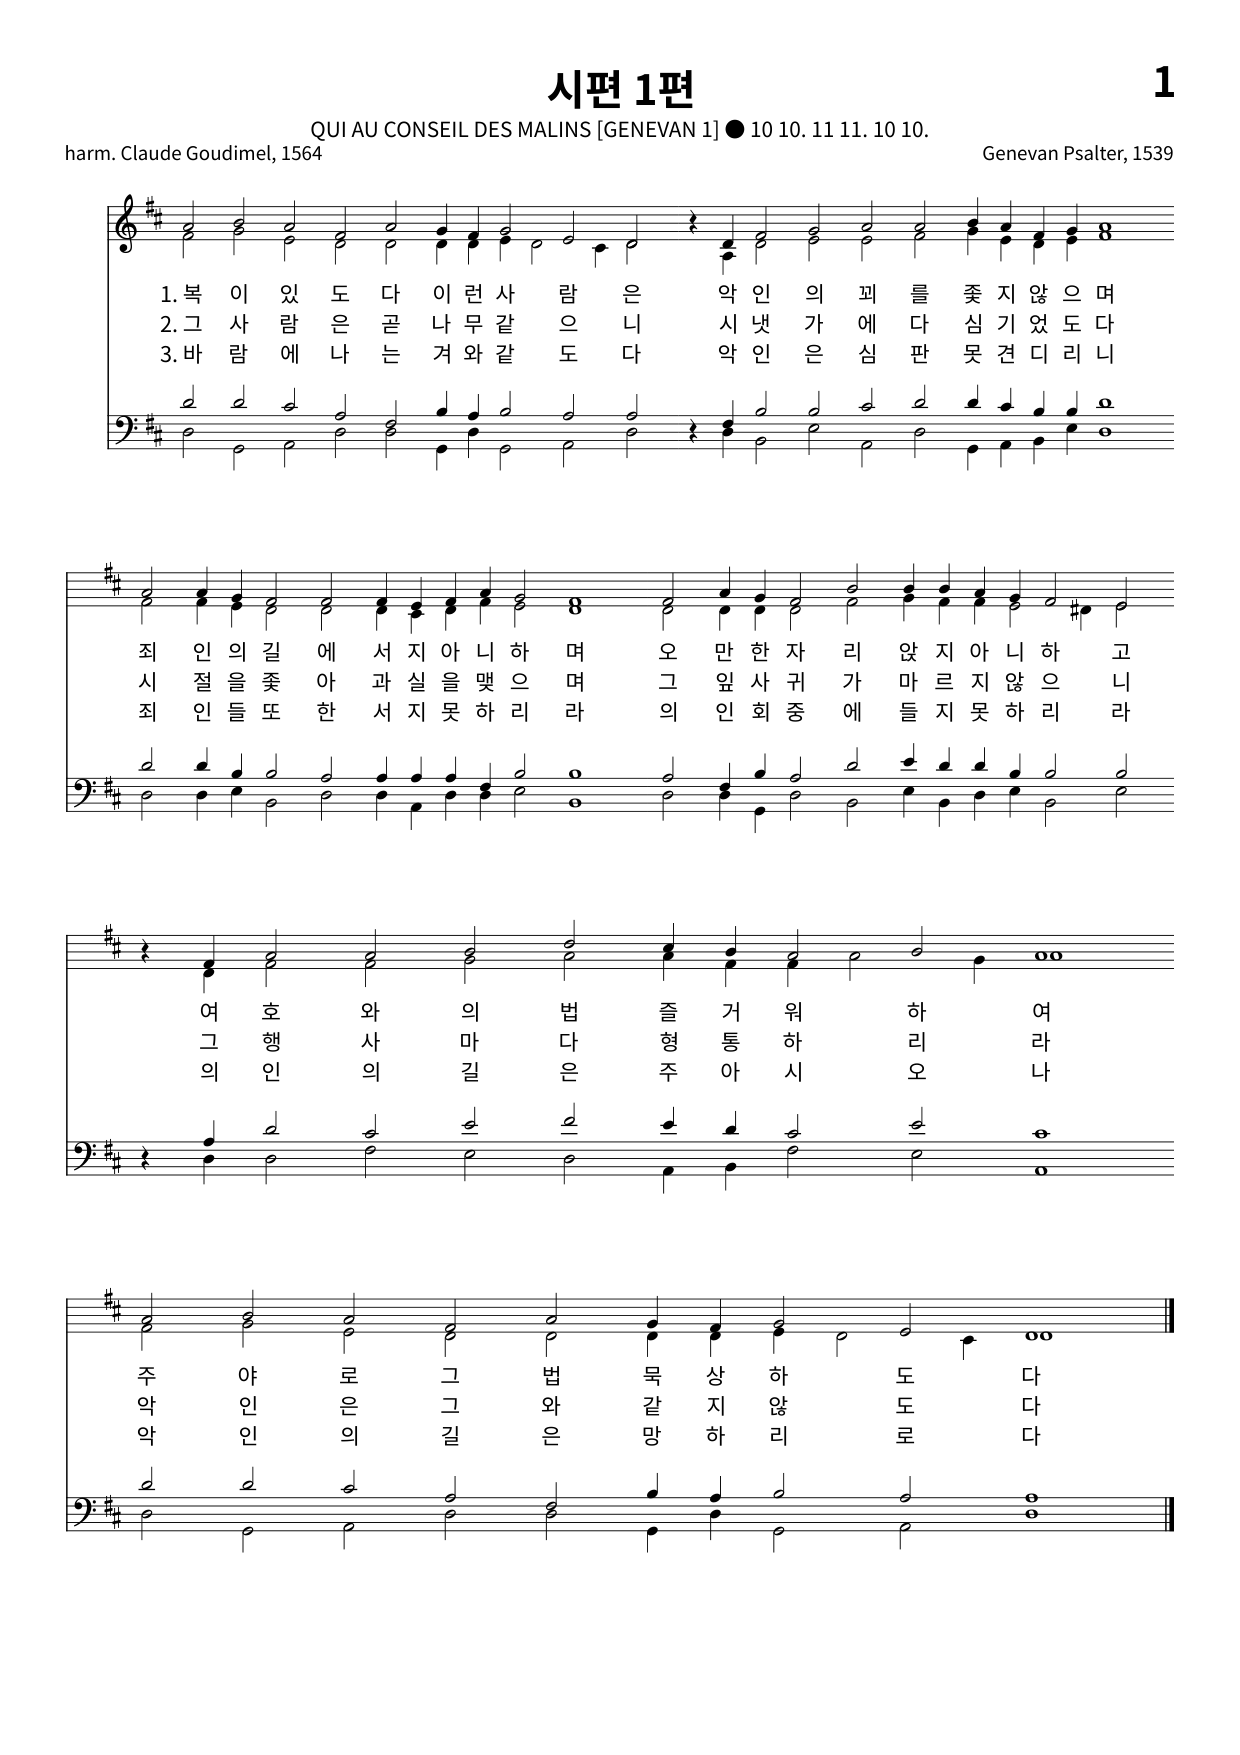 시편 1편
1
QUI AU CONSEIL DES MALINS [GENEVAN 1] ● 10 10. 11 11. 10 10.
harm. Claude Goudimel, 1564
Genevan Psalter, 1539
1. 복 이 있 도 다 이 런 사 람 은 악 인 의 꾀 를 좇 지 않 으 며
2. 그 사 람 은 곧 나 무 같 으 니 시 냇 가 에 다 심 기 었 도 다
3. 바 람 에 나 는 겨 와 같 도 다 악 인 은 심 판 못 견 디 리 니
죄 인 의 길 에 서 지 아 니 하 며 오 만 한 자 리 앉 지 아 니 하 고
시 절 을 좇 아 과 실 을 맺 으 며 그 잎 사 귀 가 마 르 지 않 으 니
죄 인 들 또 한 서 지 못 하 리 라 의 인 회 중 에 들 지 못 하 리 라
여 호 와 의 법 즐 거 워 하 여
그 행 사 마 다 형 통 하 리 라
의 인 의 길 은 주 아 시 오 나
주 야 로 그 법 묵 상 하 도 다
악 인 은 그 와 같 지 않 도 다
악 인 의 길 은 망 하 리 로 다